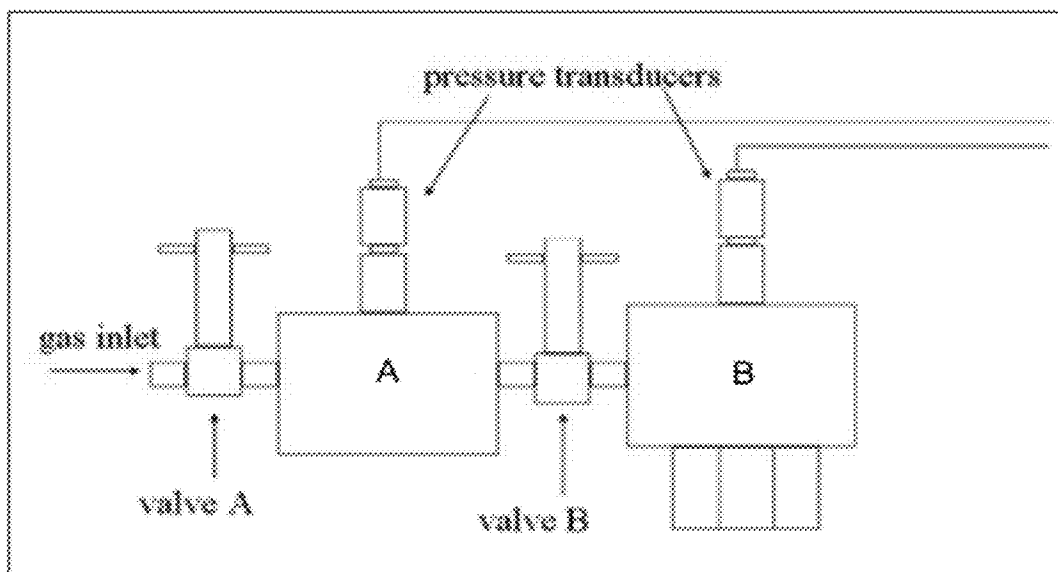 pressure transducers
gas inlet
A
B
valve A
valve B